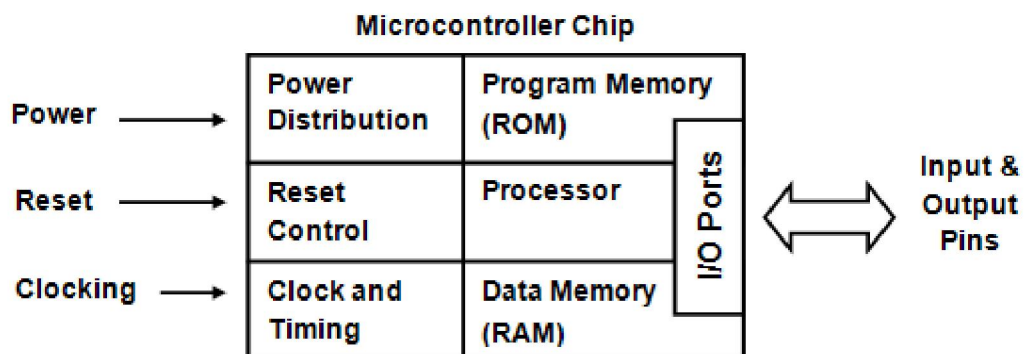 Microcontroller Chip
Power
Power
Distribution
Program Memory
(ROM)
Reset
Reset
Control
Processor
Clocking
Clock and
Timing
Data Memory
(RAM)
I/O Ports
Input &
Output
Pins